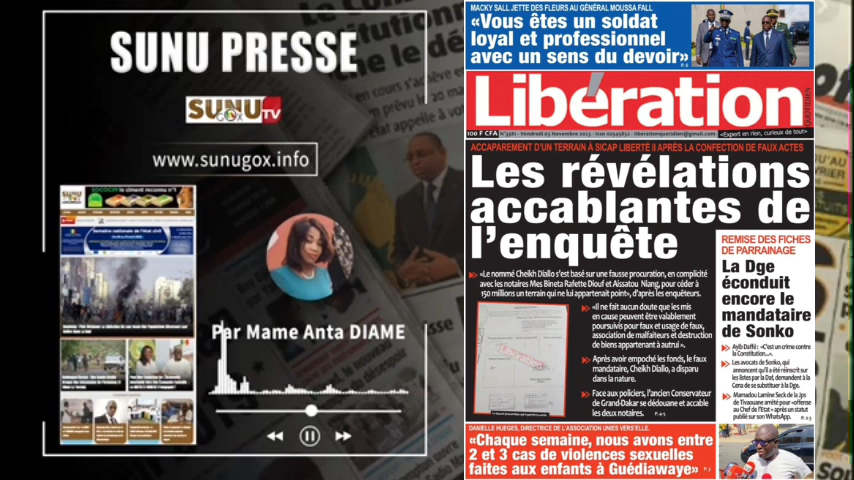 SUNU PRESSE
SUNU
GOX
TV
www.sunugox.info
Par Mame Anta DIAME
MACKY SALL JETTE DES FLEURS AU GÉNÉRAL MOUSSA FALL
«Vous êtes un soldat
loyal et professionnel
avec un sens du devoir»
P.5
Libération
QUOTIDIEN
100 F CFA
«Expert en rien, curieux de tout»
ACCAPAREMENT D'UN TERRAIN À SICAP LIBERTÉ II APRÈS LA CONFECTION DE FAUX ACTES
Les révélations
accablantes de
l'enquête
«Le nommé Cheikh Diallo s'est basé sur une fausse procuration, en complicité
avec les notaires Mes Bineta Rafette Diouf et Aissatou Niang, pour céder à
150 millions un terrain qui ne lui appartenait point», d'après les enquêteurs.
«Il ne fait aucun doute que les mis
en cause peuvent être valablement
poursuivis pour faux et usage de faux,
association de malfaiteurs et destruction
de biens appartenant à autrui».
Après avoir empoché les fonds, le faux
mandataire, Cheikh Diallo, a disparu
dans la nature.
Face aux policiers, l'ancien Conservateur
de Grand-Dakar se dédouane et accable
les deux notaires.
REMISE DES FICHES
DE PARRAINAGE
La Dge
éconduit
encore le
mandataire
de Sonko
Ayib Daffé : «C'est un crime contre
la Constitution...».
Les avocats de Sonko, qui
annoncent qu'il a été réinscrit sur
les listes par la Daf, demandent à la
Cena de se substituer à la Dge.
Mamadou Lamine Seck de la Jps
de Tivaouane arrêté pour «offense
au Chef de l'Etat» après un statut
publié sur son WhatsApp.
DANIELLE HUEGES, DIRECTRICE DE L'ASSOCIATION UNIES VERS'ELLE.
«Chaque semaine, nous avons entre
2 et 3 cas de violences sexuelles
faites aux enfants à Guédiawaye»